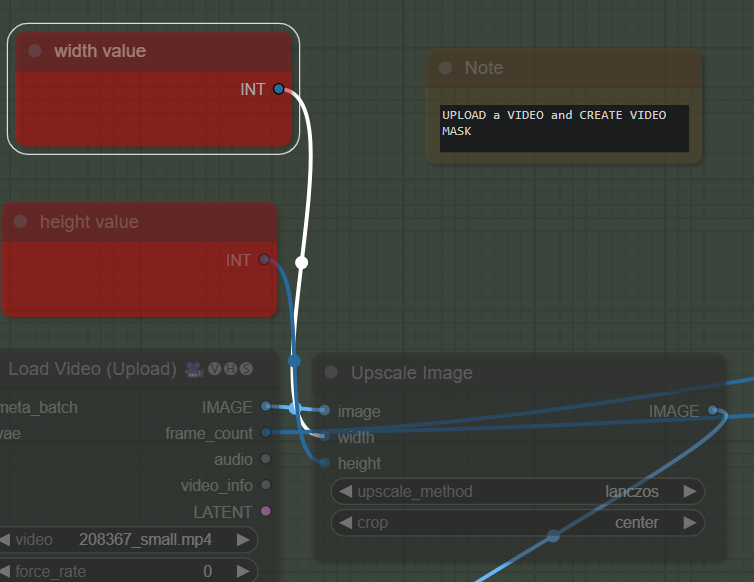 width value
INT
Note
UPLOAD a VIDEO and CREATE VIDEO
MASK
height value
INT
Load Video (Upload) 🎥🅥🅗🅢
meta_batch
IMAGE
vae
frame_count
audio
video_info
LATENT
video 208367_small.mp4
force_rate 0
Upscale Image
image
IMAGE
width
height
upscale_method lanczos
crop center